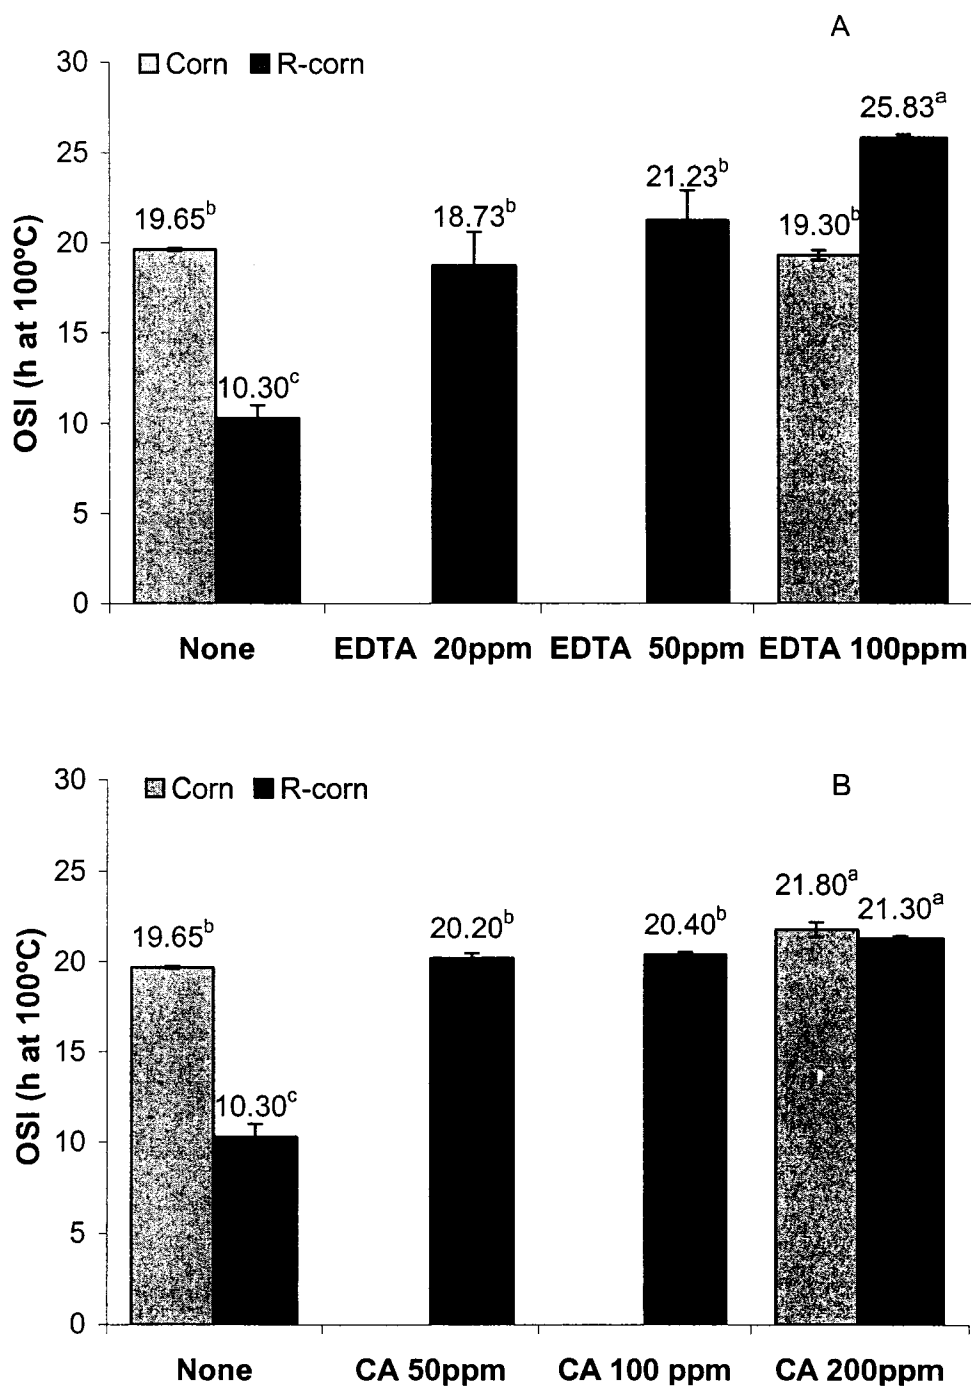 A
Corn R-corn
OSI (h at 100ºC)
30
25
20
15
10
5
0
19.65b
10.30c
18.73b
21.23b
19.30b
25.83a
None EDTA 20ppm EDTA 50ppm EDTA 100ppm
B
Corn R-corn
OSI (h at 100ºC)
30
25
20
15
10
5
0
19.65b
10.30c
20.20b
20.40b
21.80a
21.30a
None CA 50ppm CA 100 ppm CA 200ppm